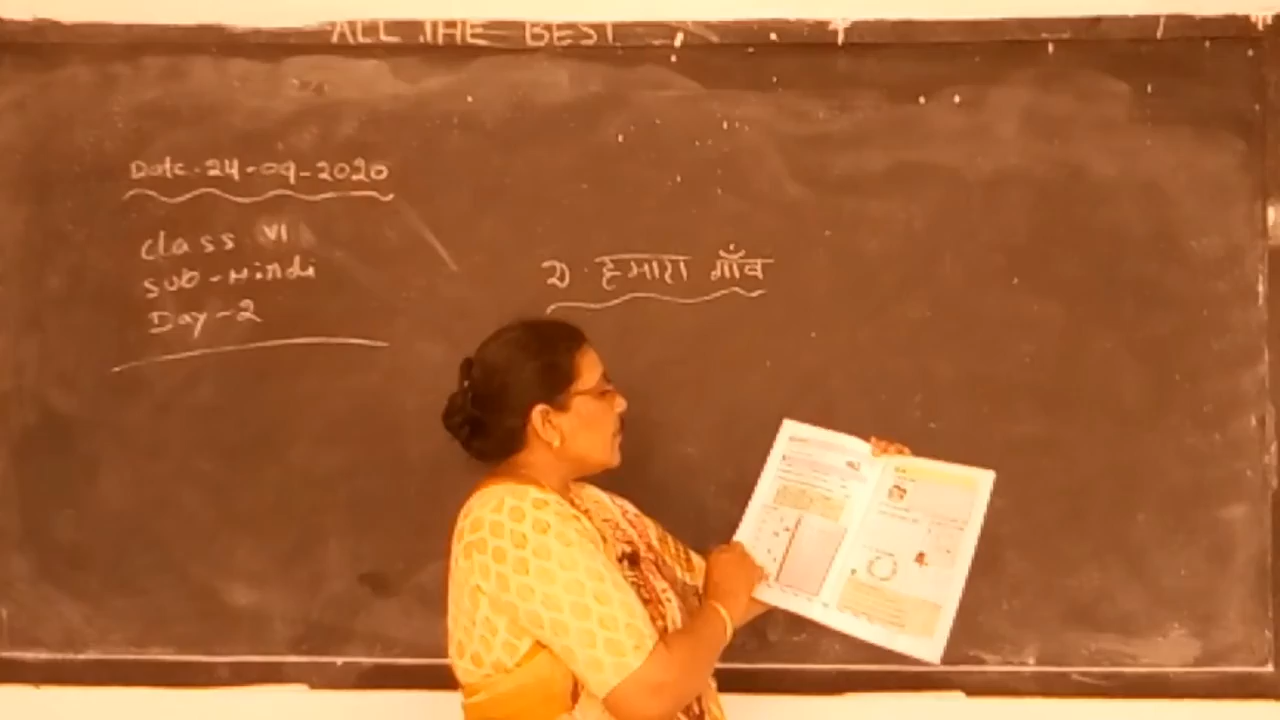 ALL THE BEST
Date-24-09-2020
class VI
sub-Hindi
Day-2
2. हमारा गाँव